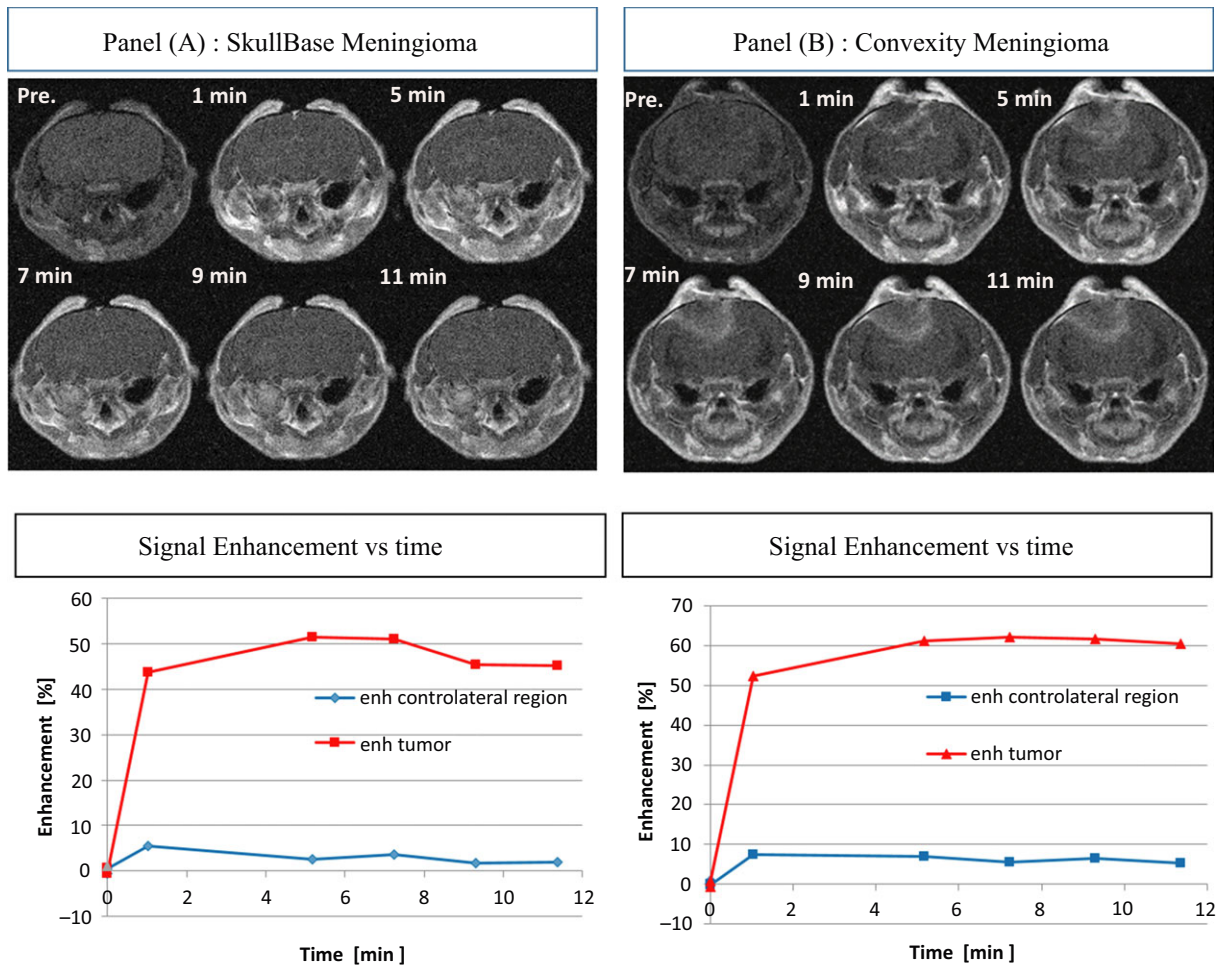 Panel (A) : SkullBase Meningioma
Pre. 1 min 5 min
7 min 9 min 11 min
Signal Enhancement vs time
60
50
40
30
20
10
0
–10
Enhancement [%]
enh controlateral region
enh tumor
0 2 4 6 8 10 12
Time [min ]
Panel (B) : Convexity Meningioma
Pre. 1 min 5 min
7 min 9 min 11 min
Signal Enhancement vs time
70
60
50
40
30
20
10
0
–10
Enhancement [%]
enh controlateral region
enh tumor
0 2 4 6 8 10 12
Time [min ]